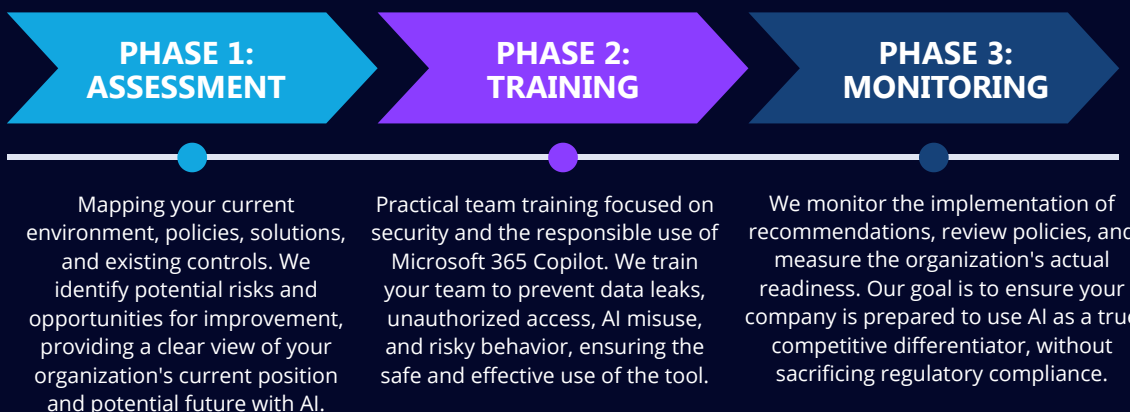 PHASE 1:
ASSESSMENT
Mapping your current
environment, policies, solutions,
and existing controls. We
identify potential risks and
opportunities for improvement,
providing a clear view of your
organization's current position
and potential future with AI.
PHASE 2:
TRAINING
Practical team training focused on
security and the responsible use of
Microsoft 365 Copilot. We train
your team to prevent data leaks,
unauthorized access, AI misuse,
and risky behavior, ensuring the
safe and effective use of the tool.
PHASE 3:
MONITORING
We monitor the implementation of
recommendations, review policies, and
measure the organization's actual
readiness. Our goal is to ensure your
company is prepared to use AI as a true
competitive differentiator, without
sacrificing regulatory compliance.